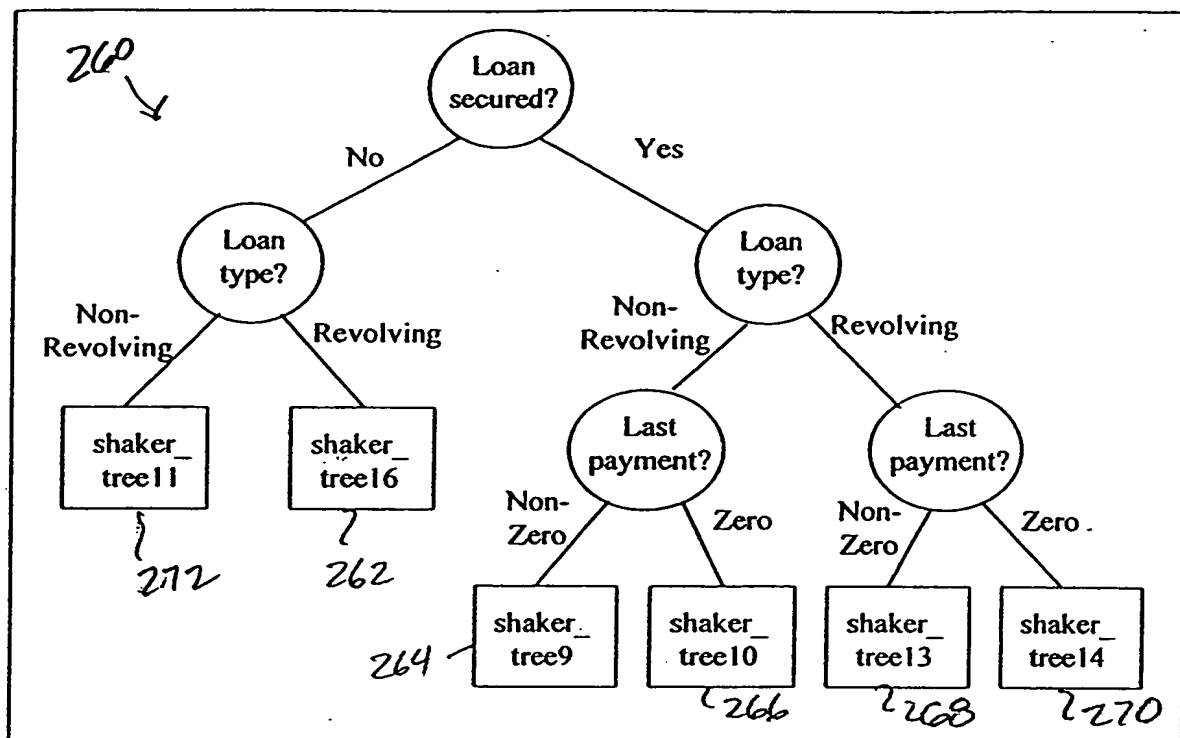 260
Loan
secured?
No
Yes
Loan
type?
Loan
type?
Non-
Revolving
Revolving
Non-
Revolving
Revolving
shaker_
tree11
shaker_
tree16
Last
payment?
Last
payment?
272
262
Non-
Zero
Zero
Non-
Zero
Zero
shaker_
tree9
shaker_
tree10
shaker_
tree13
shaker_
tree14
264
266
268
270